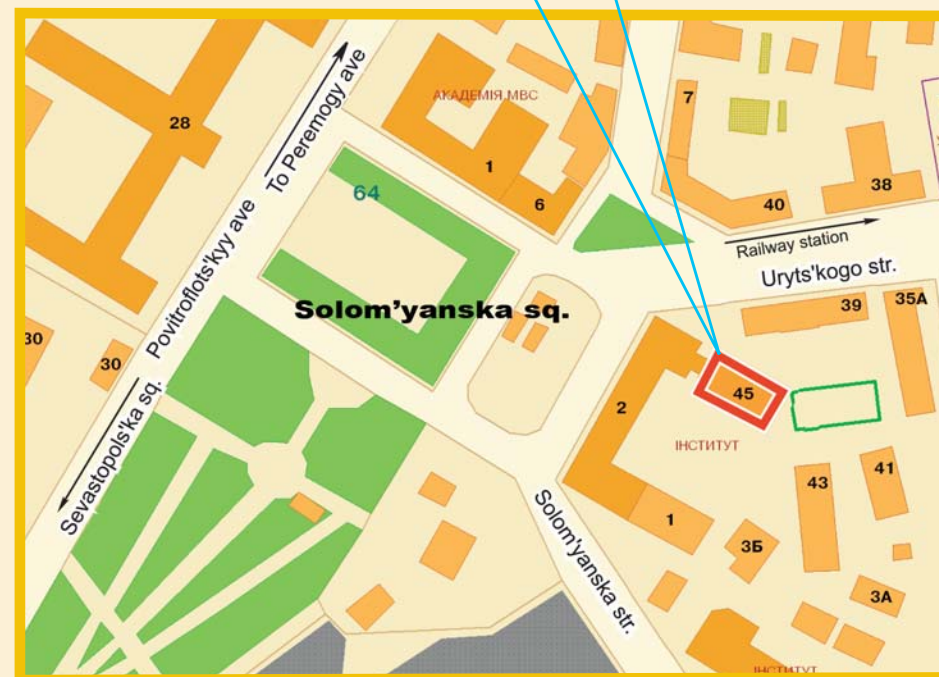 28
To Peremogy ave
АКАДЕМІЯ МВС
1
6
64
7
40
38
Railway station
Uryts'kogo str.
Povitroflots'kyy ave
Solom'yanska sq.
39
35A
30
30
Sevastopols'ka sq.
2
45
ІНСТИТУТ
1
Solom'yanska str.
43
41
3Б
3А
ІНСТИТУТ